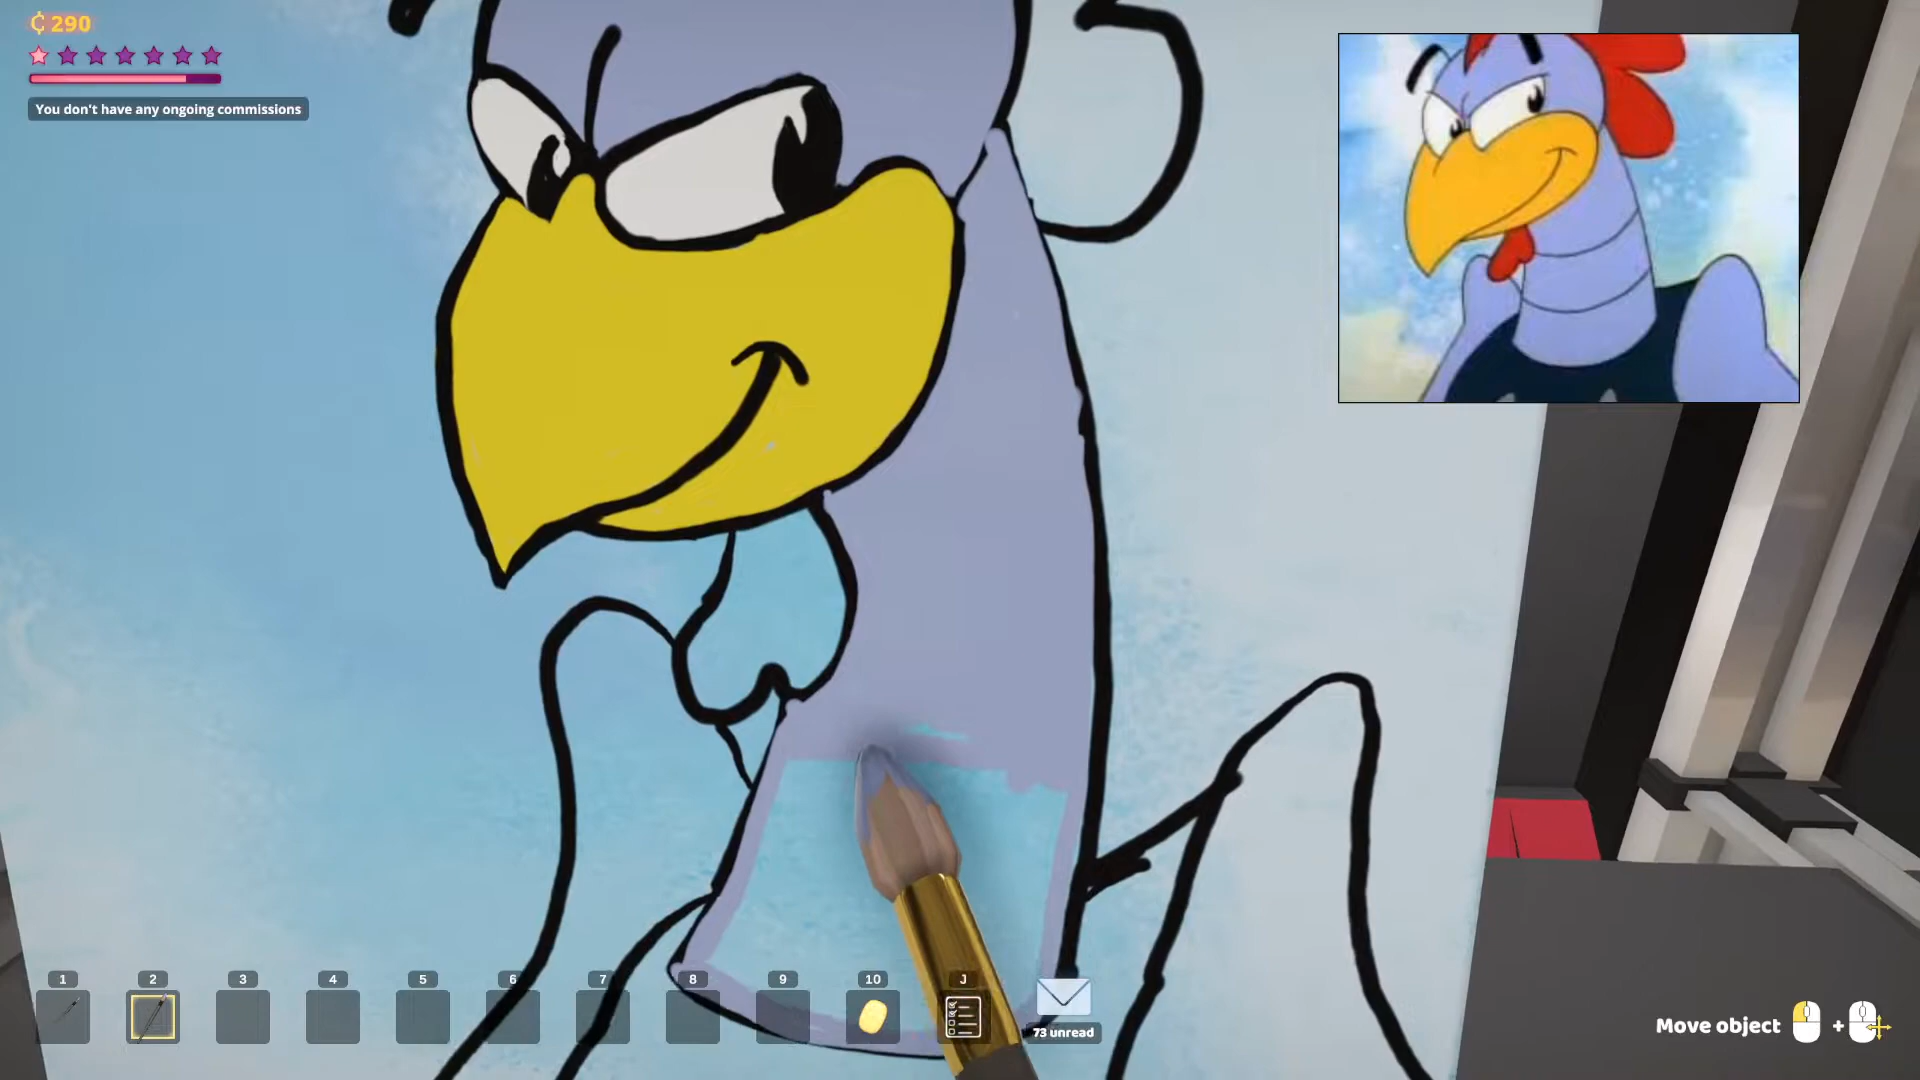 ₵ 290
You don't have any ongoing commissions
1 2 3 4 5 6 7 8 9 10 J
73 unread
Move object +